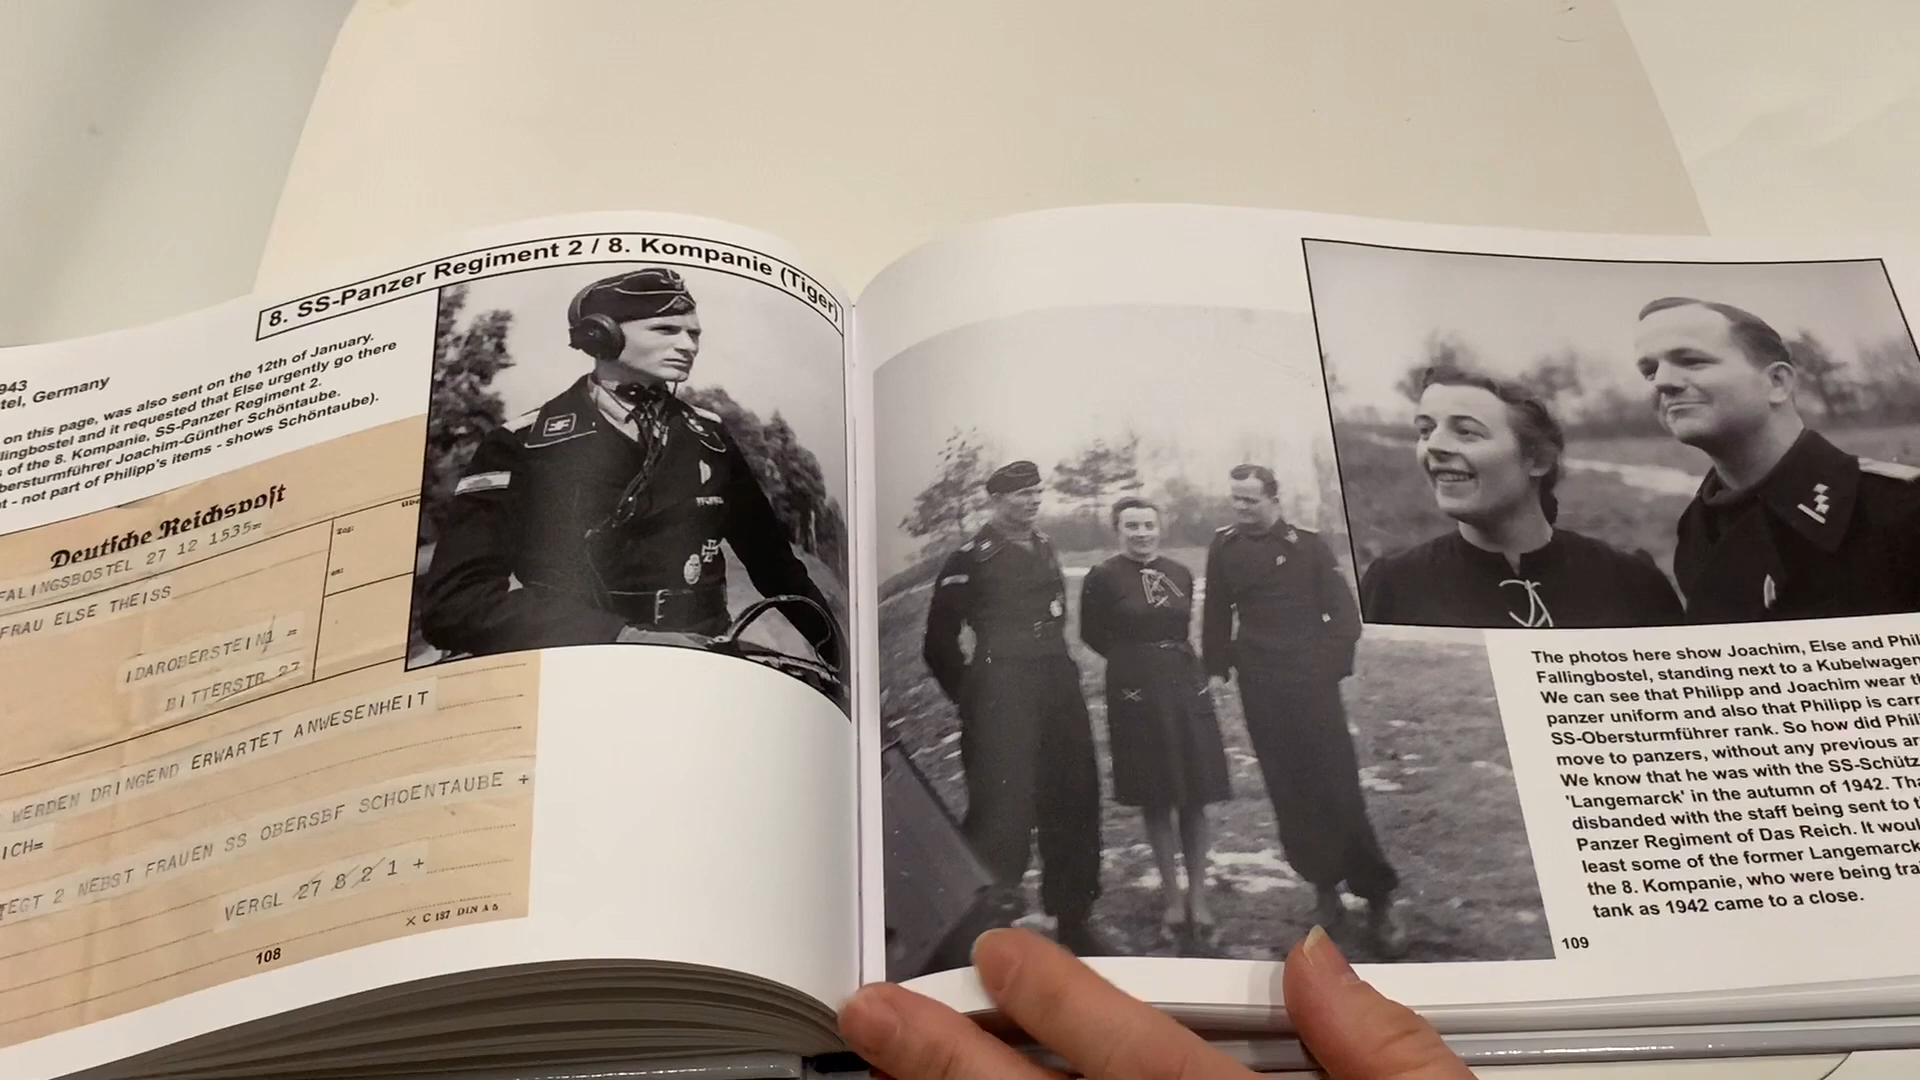 8. SS-Panzer Regiment 2 / 8. Kompanie (Tiger)
943
tel, Germany
on this page, was also sent on the 12th of January.
llingbostel and it requested that Else urgently go there
s of the 8. Kompanie, SS-Panzer Regiment 2.
bersturmführer Joachim-Günther Schöntaube.
t - not part of Philipp's items - shows Schöntaube).
Deutsche Reichspost
FALINGSBOSTEL 27 12 1535=
FRAU ELSE THEISS
IDAROBERSTEIN1 =
BITTERSTR 27
WERDEN DRINGEND ERWARTET ANWESENHEIT
ICH=
TEGT 2 NEBST FRAUEN SS OBERSBF SCHOENTAUBE +
VERGL 27 8 2 1 +
× C 187 DIN A 5
108
The photos here show Joachim, Else and Phil
Fallingbostel, standing next to a Kubelwagen
We can see that Philipp and Joachim wear th
panzer uniform and also that Philipp is carr
SS-Obersturmführer rank. So how did Phil
move to panzers, without any previous ar
We know that he was with the SS-Schütz
'Langemarck' in the autumn of 1942. Tha
disbanded with the staff being sent to t
Panzer Regiment of Das Reich. It woul
least some of the former Langemarck
the 8. Kompanie, who were being tra
tank as 1942 came to a close.
109